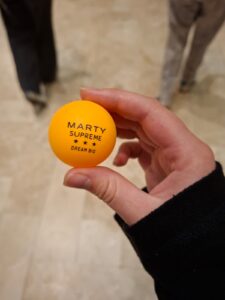 MARTY
SUPREME
★ ★ ★
DREAM BIG